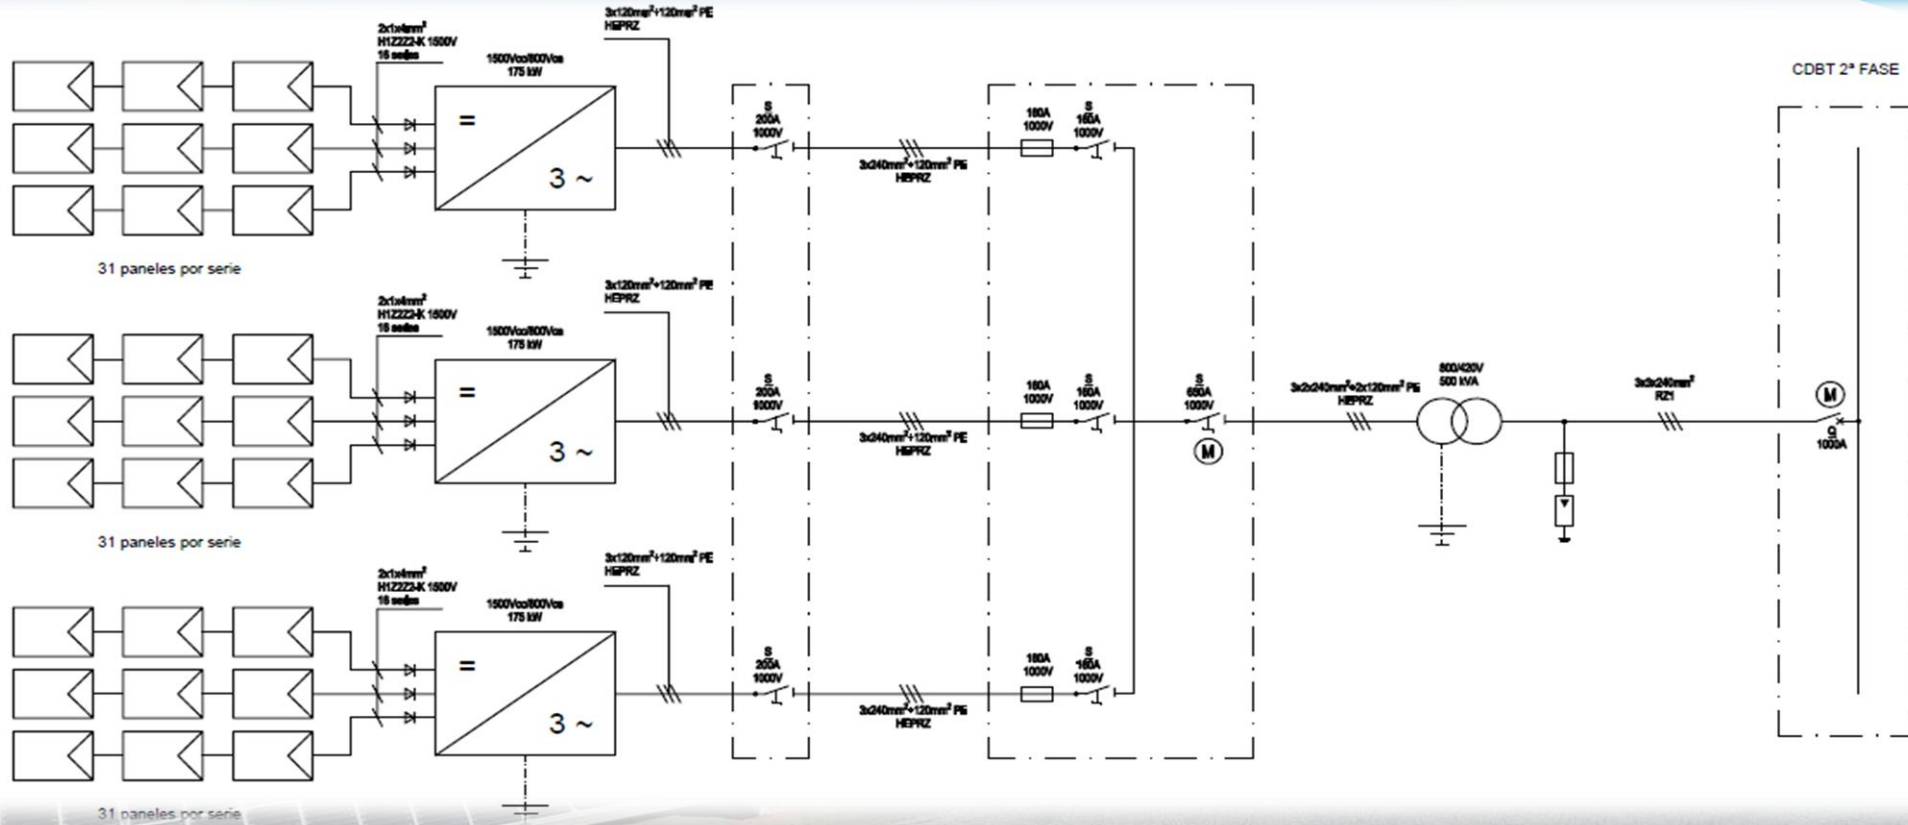 3x120mm²+120mm² PE
HEPRZ
2x1x4mm²
H1Z2Z2-K 1500V
16 series
1500Vcc/800Vca
175 kW
=
3 ~
S
200A
1000V
3x240mm²+120mm² PE
HEPRZ
160A
1000V
S
160A
1000V
CDBT 2ª FASE
31 paneles por serie
3x120mm²+120mm² PE
HEPRZ
2x1x4mm²
H1Z2Z2-K 1500V
16 series
1500Vcc/800Vca
175 kW
=
3 ~
S
200A
1000V
3x240mm²+120mm² PE
HEPRZ
160A
1000V
S
160A
1000V
S
1000V
M
3x2x240mm²+2x120mm² PE
HEPRZ
800/420V
500 kVA
3x3x240mm²
RZ1
M
1000A
31 paneles por serie
3x120mm²+120mm² PE
HEPRZ
2x1x4mm²
H1Z2Z2-K 1500V
16 series
1500Vcc/800Vca
175 kW
=
3 ~
S
200A
1000V
3x240mm²+120mm² PE
HEPRZ
160A
1000V
S
160A
1000V
31 paneles por serie